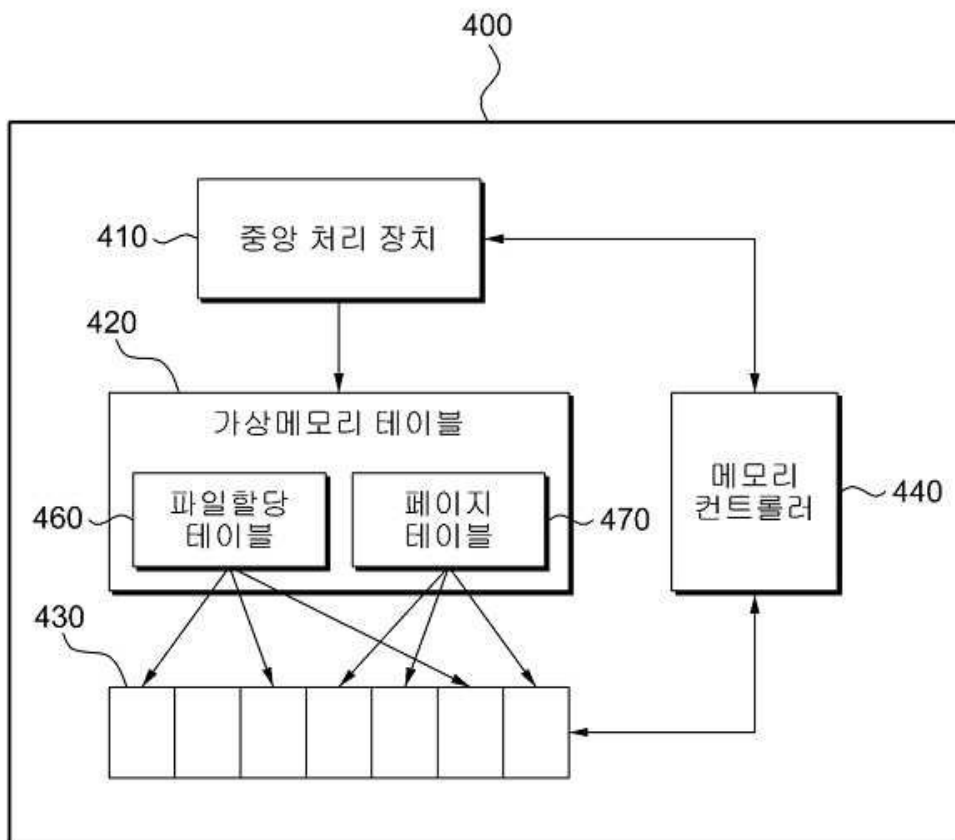 400
410
중앙 처리 장치
420
가상메모리 테이블
460
파일할당
테이블
페이지
테이블
470
메모리
컨트롤러
440
430